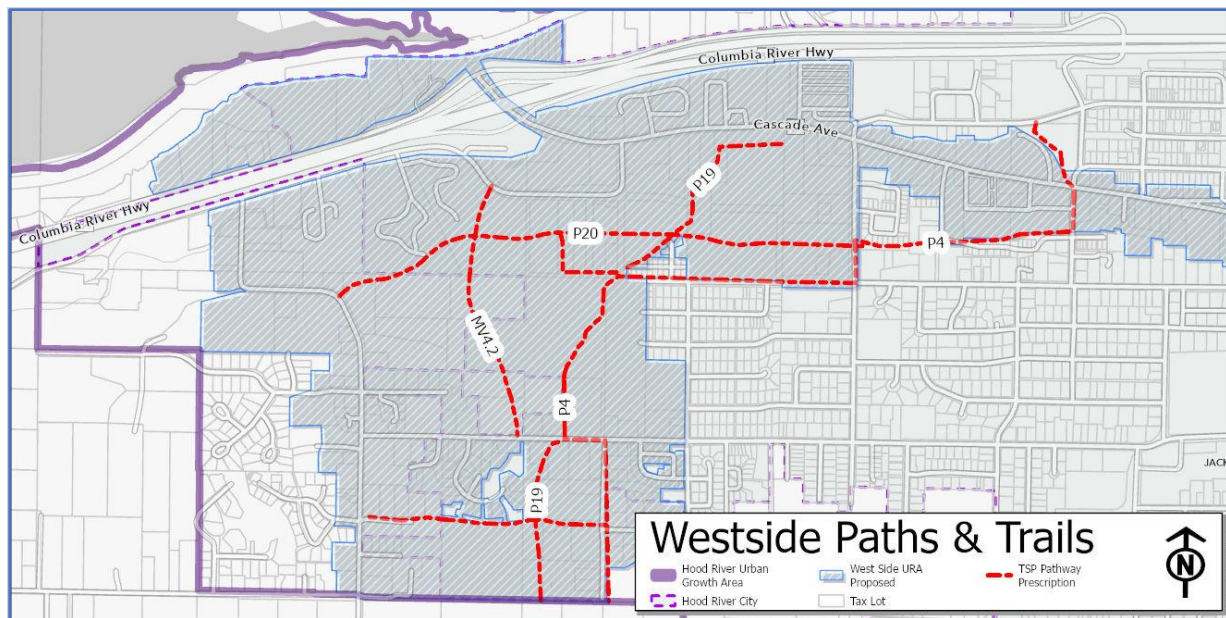 Columbia River Hwy
Cascade Ave
P19
Columbia River Hwy
P20
P4
MV4.2
P4
P19
JACK
Westside Paths & Trails
Hood River Urban
Growth Area
West Side URA
Proposed
TSP Pathway
Prescription
Hood River City
Tax Lot
N